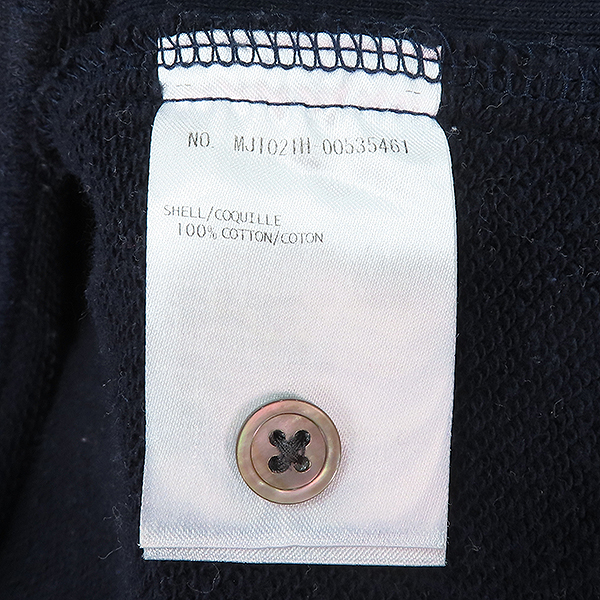 NO. MJ1021H-00535461
SHELL/COQUILLE
100% COTTON/COTON